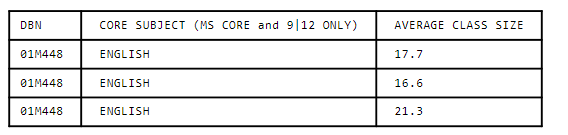 DBN CORE SUBJECT (MS CORE and 9|12 ONLY) AVERAGE CLASS SIZE
01M448 ENGLISH 17.7
01M448 ENGLISH 16.6
01M448 ENGLISH 21.3